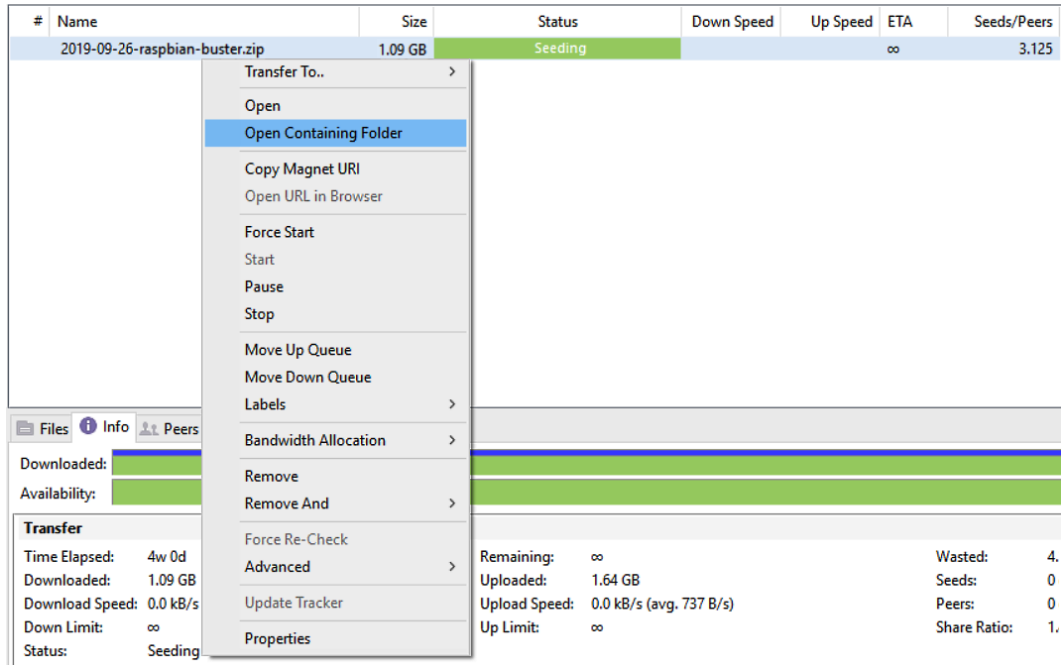 # Name Size Status Down Speed Up Speed ETA Seeds/Peers
2019-09-26-raspbian-buster.zip 1.09 GB Seeding ∞ 3.125
Transfer To..
Open
Open Containing Folder
Copy Magnet URI
Open URL in Browser
Force Start
Start
Pause
Stop
Move Up Queue
Move Down Queue
Labels
Bandwidth Allocation
Remove
Remove And
Force Re-Check
Advanced
Update Tracker
Properties
Files Info Peers
Downloaded:
Availability:
Transfer
Time Elapsed: 4w 0d Remaining: ∞ Wasted: 4.
Downloaded: 1.09 GB Uploaded: 1.64 GB Seeds: 0
Download Speed: 0.0 kB/s Upload Speed: 0.0 kB/s (avg. 737 B/s) Peers: 0
Down Limit: ∞ Up Limit: ∞ Share Ratio: 1.
Status: Seeding